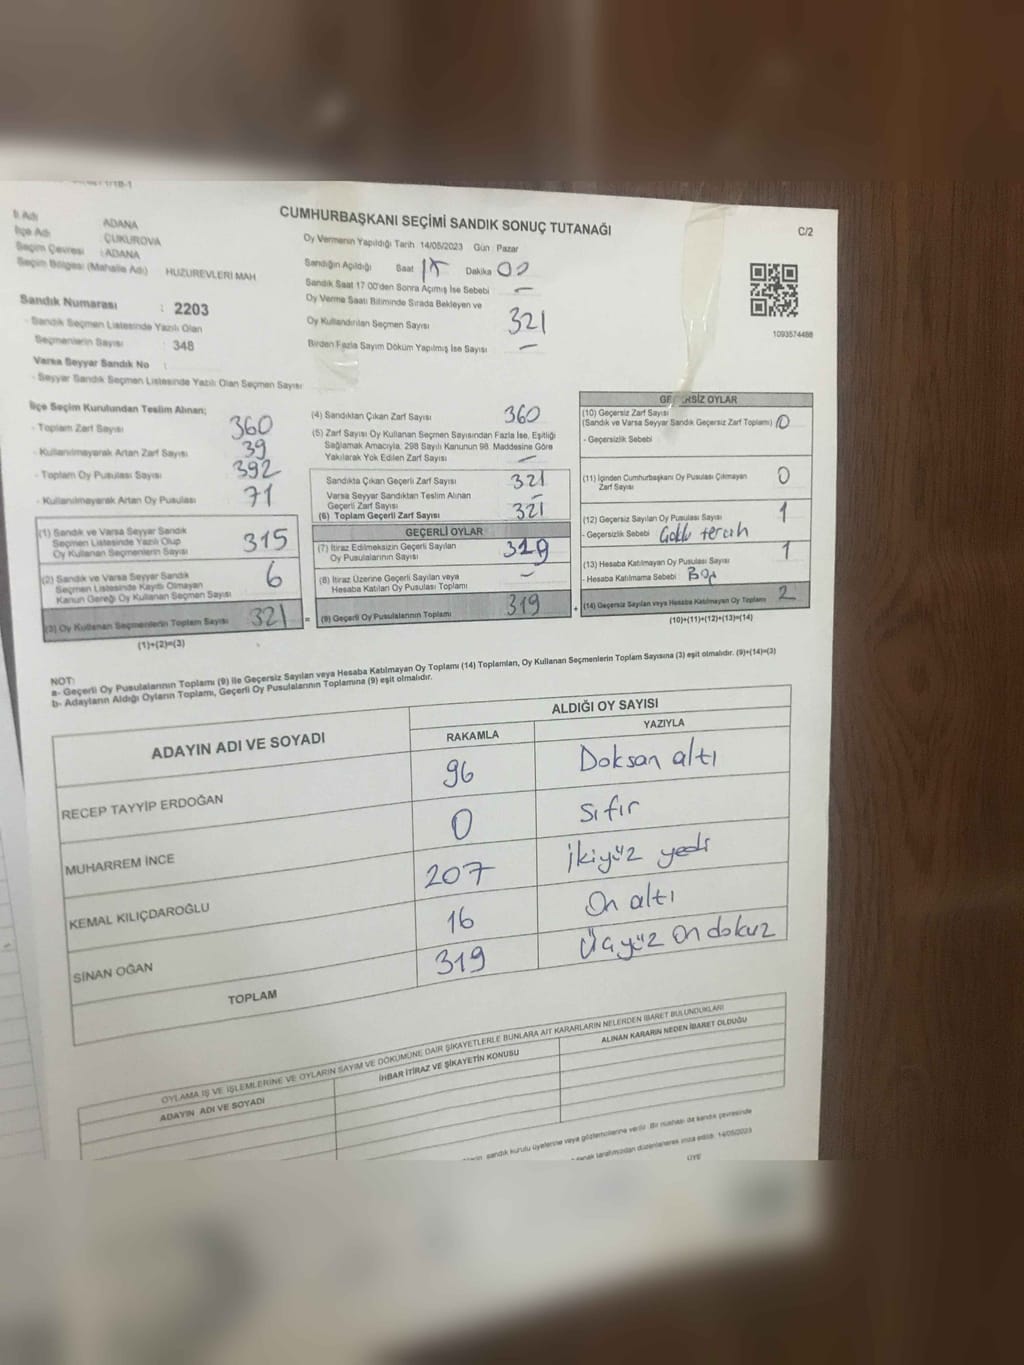 İl Adı : ADANA
İlçe Adı : ÇUKUROVA
Seçim Çevresi : ADANA
Seçim Bölgesi (Mahalle Adı) HUZUREVLERİ MAH
Sandık Numarası : 2203
- Sandık Seçmen Listesinde Yazılı Olan
Seçmenlerin Sayısı : 348
Varsa Seyyar Sandık No :
- Seyyar Sandık Seçmen Listesinde Yazılı Olan Seçmen Sayısı
CUMHURBAŞKANI SEÇİMİ SANDIK SONUÇ TUTANAĞI
C/2
Oy Vermenin Yapıldığı Tarih : 14/05/2023 Gün : Pazar
Sandığın Açıldığı Saat Dakika 00
Sandık Saat 17.00'den Sonra Açımış İse Sebebi : -
Oy Verme Saati Bitiminde Sırada Bekleyen ve
Oy Kullandırılan Seçmen Sayısı 321
Birden Fazla Sayım Döküm Yapılmış İse Sayısı -
1093574488
İlçe Seçim Kurulundan Teslim Alınan;
- Toplam Zarf Sayısı 360
- Kullanılmayarak Artan Zarf Sayısı 39
- Toplam Oy Pusulası Sayısı 392
- Kullanılmayarak Artan Oy Pusulası 71
(1) Sandık ve Varsa Seyyar Sandık
Seçmen Listesinde Yazılı Olup
Oy Kullanan Seçmenlerin Sayısı 315
(2) Sandık ve Varsa Seyyar Sandık
Seçmen Listesinde Kayıtlı Olmayan
Kanun Gereği Oy Kullanan Seçmen Sayısı 6
(3) Oy Kullanan Seçmenlerin Toplam Sayısı 321
(1)+(2)=(3)
(4) Sandıktan Çıkan Zarf Sayısı 360
(5) Zarf Sayısı Oy Kullanan Seçmen Sayısından Fazla İse, Eşitliği
Sağlamak Amacıyla, 298 Sayılı Kanunun 98. Maddesine Göre
Yakılarak Yok Edilen Zarf Sayısı -
Sandıkta Çıkan Geçerli Zarf Sayısı 321
Varsa Seyyar Sandıktan Teslim Alınan
Geçerli Zarf Sayısı -
(6) Toplam Geçerli Zarf Sayısı 321
GEÇERLİ OYLAR
(7) İtiraz Edilmeksizin Geçerli Sayılan
Oy Pusulalarının Sayısı 319
(8) İtiraz Üzerine Geçerli Sayılan veya
Hesaba Katılan Oy Pusulası Toplamı -
= (9) Geçerli Oy Pusulalarının Toplamı 319 +
GEÇERSİZ OYLAR
(10) Geçersiz Zarf Sayısı
(Sandık ve Varsa Seyyar Sandık Geçersiz Zarf Toplamı) 0
- Geçersizlik Sebebi :
(11) İçinden Cumhurbaşkanı Oy Pusulası Çıkmayan
Zarf Sayısı 0
(12) Geçersiz Sayılan Oy Pusulası Sayısı 1
- Geçersizlik Sebebi : Çoklu tercih
(13) Hesaba Katılmayan Oy Pusulası Sayısı 1
- Hesaba Katılmama Sebebi : Boş
(14) Geçersiz Sayılan veya Hesaba Katılmayan Oy Toplamı 2
(10)+(11)+(12)+(13)=(14)
NOT:
a- Geçerli Oy Pusulalarının Toplamı (9) ile Geçersiz Sayılan veya Hesaba Katılmayan Oy Toplamı (14) Toplamları, Oy Kullanan Seçmenlerin Toplam Sayısına (3) eşit olmalıdır. (9)+(14)=(3)
b- Adayların Aldığı Oyların Toplamı, Geçerli Oy Pusulalarının Toplamına (9) eşit olmalıdır.
ADAYIN ADI VE SOYADI
ALDIĞI OY SAYISI
RAKAMLA YAZIYLA
RECEP TAYYİP ERDOĞAN 96 Doksan altı
MUHARREM İNCE 0 Sıfır
KEMAL KILIÇDAROĞLU 207 İkiyüz yedi
SİNAN OĞAN 16 On altı
TOPLAM 319 Üçyüz On dokuz
OYLAMA İŞ VE İŞLEMLERİNE VE OYLARIN SAYIM VE DÖKÜMÜNE DAİR ŞİKAYETLERLE BUNLARA AİT KARARLARIN NELERDEN İBARET BULUNDUKLARI
ADAYIN ADI VE SOYADI İHBAR İTİRAZ VE ŞİKAYETİN KONUSU ALINAN KARARIN NEDEN İBARET OLDUĞU
sandık kurulu üyelerine veya gözlemcilerine verildi. Bir nüshası da sandık çevresinde
tarafımızdan düzenlenerek imza edildi. 14/05/2023
ÜYE